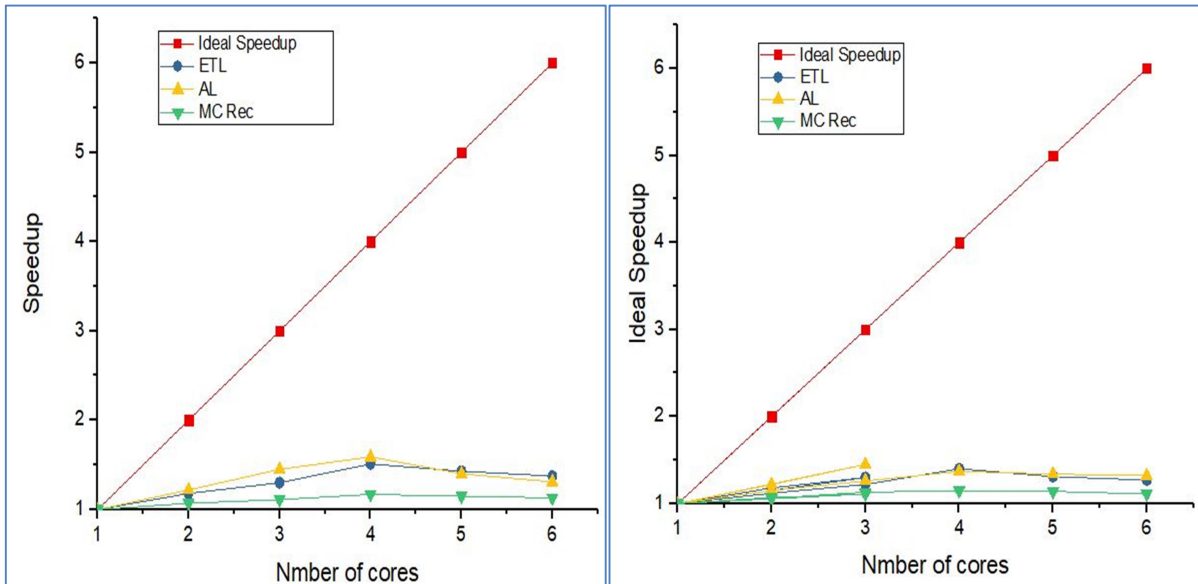 Ideal Speedup
ETL
AL
MC Rec
Speedup
6
5
4
3
2
1
1 2 3 4 5 6
Nmber of cores
Ideal Speedup
ETL
AL
MC Rec
Ideal Speedup
6
5
4
3
2
1
1 2 3 4 5 6
Nmber of cores